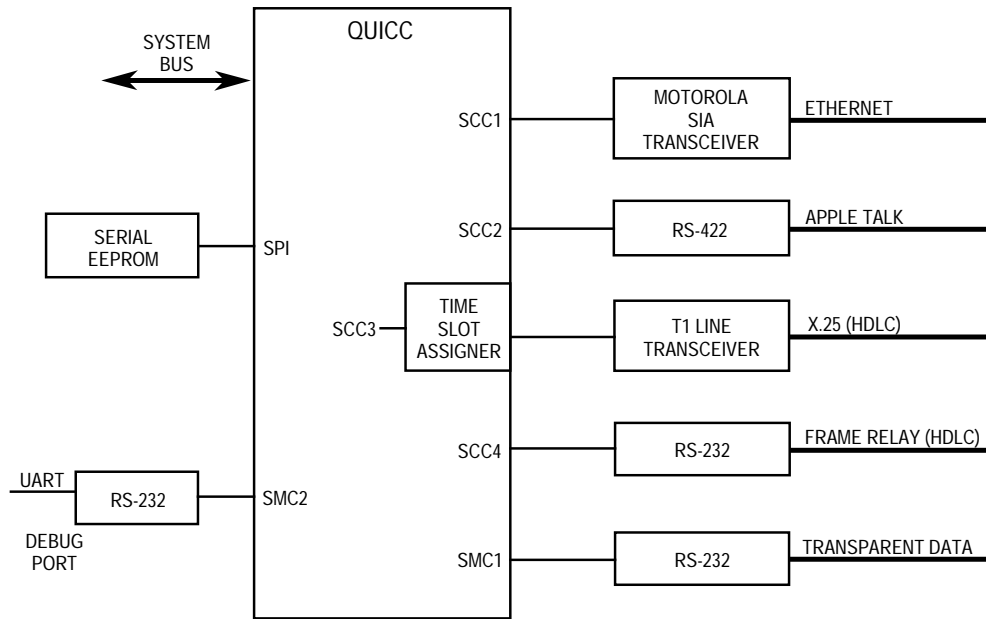 QUICC
SYSTEM
BUS
SCC1
MOTOROLA
SIA
TRANSCEIVER
ETHERNET
SERIAL
EEPROM
SPI
SCC2
RS-422
APPLE TALK
SCC3
TIME
SLOT
ASSIGNER
T1 LINE
TRANSCEIVER
X.25 (HDLC)
SCC4
RS-232
FRAME RELAY (HDLC)
UART
RS-232
SMC2
DEBUG
PORT
SMC1
RS-232
TRANSPARENT DATA